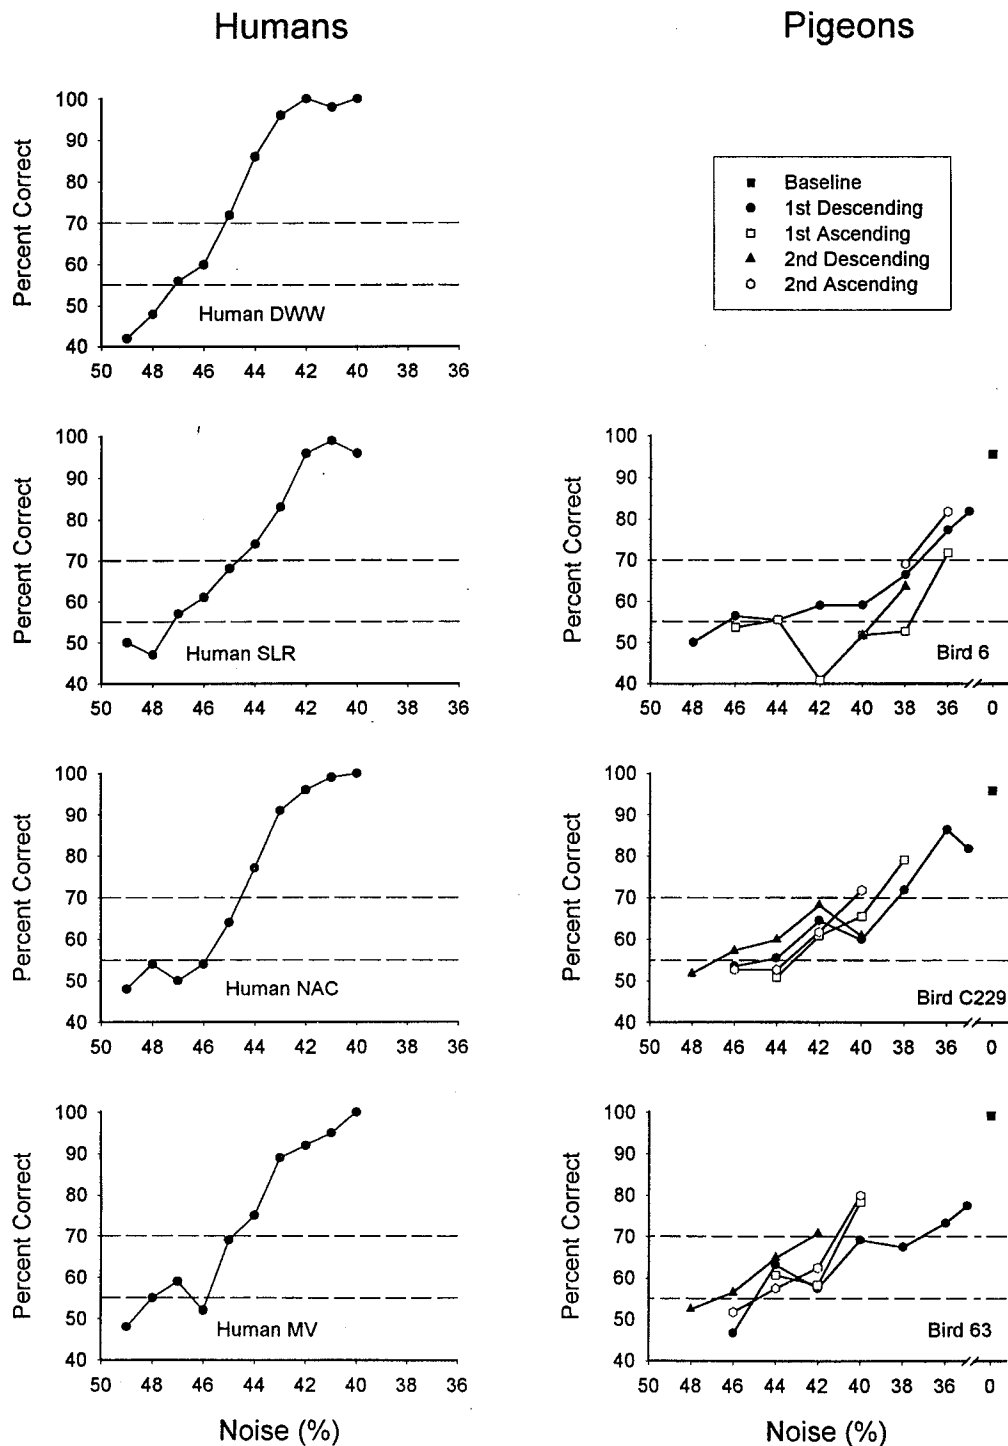 Humans
Pigeons
100
90
80
70
60
50
40
Percent Correct
Human DWW
50 48 46 44 42 40 38 36
Baseline
1st Descending
1st Ascending
2nd Descending
2nd Ascending
100
90
80
70
60
50
40
Percent Correct
Human SLR
50 48 46 44 42 40 38 36
100
90
80
70
60
50
40
Percent Correct
Bird 6
50 48 46 44 42 40 38 36 0
100
90
80
70
60
50
40
Percent Correct
Human NAC
50 48 46 44 42 40 38 36
100
90
80
70
60
50
40
Percent Correct
Bird C229
50 48 46 44 42 40 38 36 0
100
90
80
70
60
50
40
Percent Correct
Human MV
50 48 46 44 42 40 38 36
Noise (%)
100
90
80
70
60
50
40
Percent Correct
Bird 63
50 48 46 44 42 40 38 36 0
Noise (%)